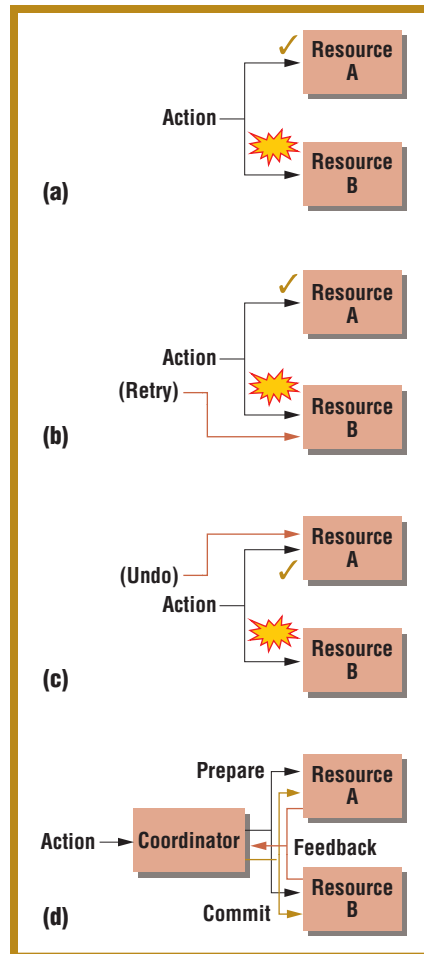 Resource
A
Action
Resource
B
(a)
Resource
A
Action
(Retry)
Resource
B
(b)
Resource
A
(Undo)
Action
Resource
B
(c)
Prepare
Resource
A
Action
Coordinator
Feedback
Resource
B
Commit
(d)